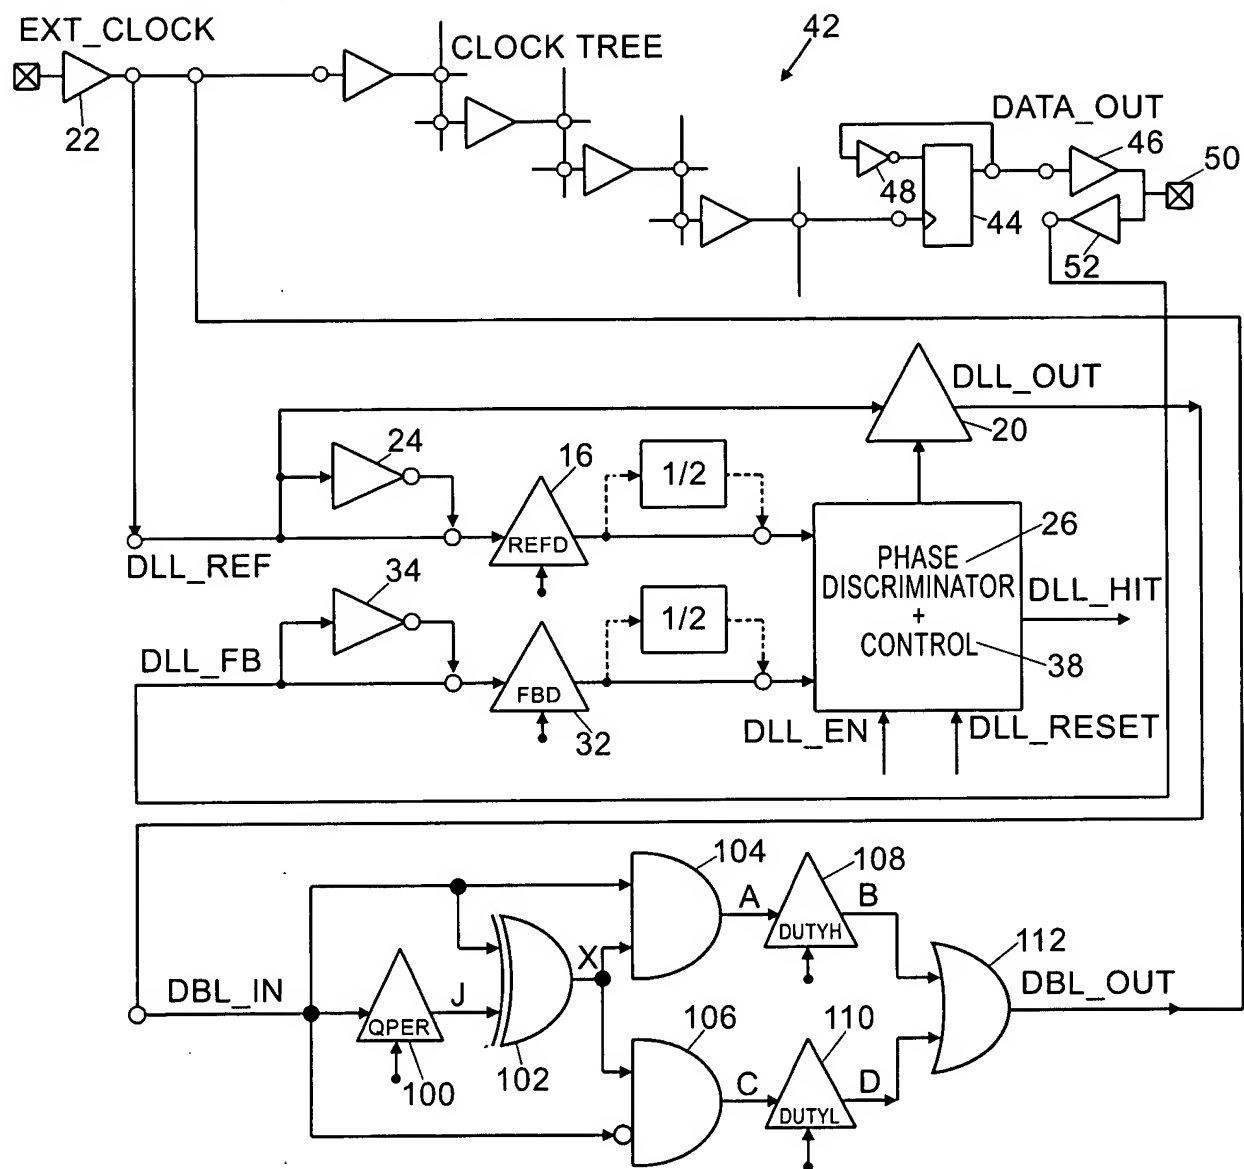 EXT_CLOCK
CLOCK TREE
42
22
DATA_OUT
46
50
48
44
52
DLL_OUT
20
24
16
1/2
REFD
DLL_REF
26
PHASE
DISCRIMINATOR
+
CONTROL
38
DLL_HIT
34
1/2
DLL_FB
FBD
32
DLL_EN
DLL_RESET
104
108
A
B
DUTYH
112
X
DBL_IN
J
QPER
DBL_OUT
100
102
106
110
C
D
DUTYL